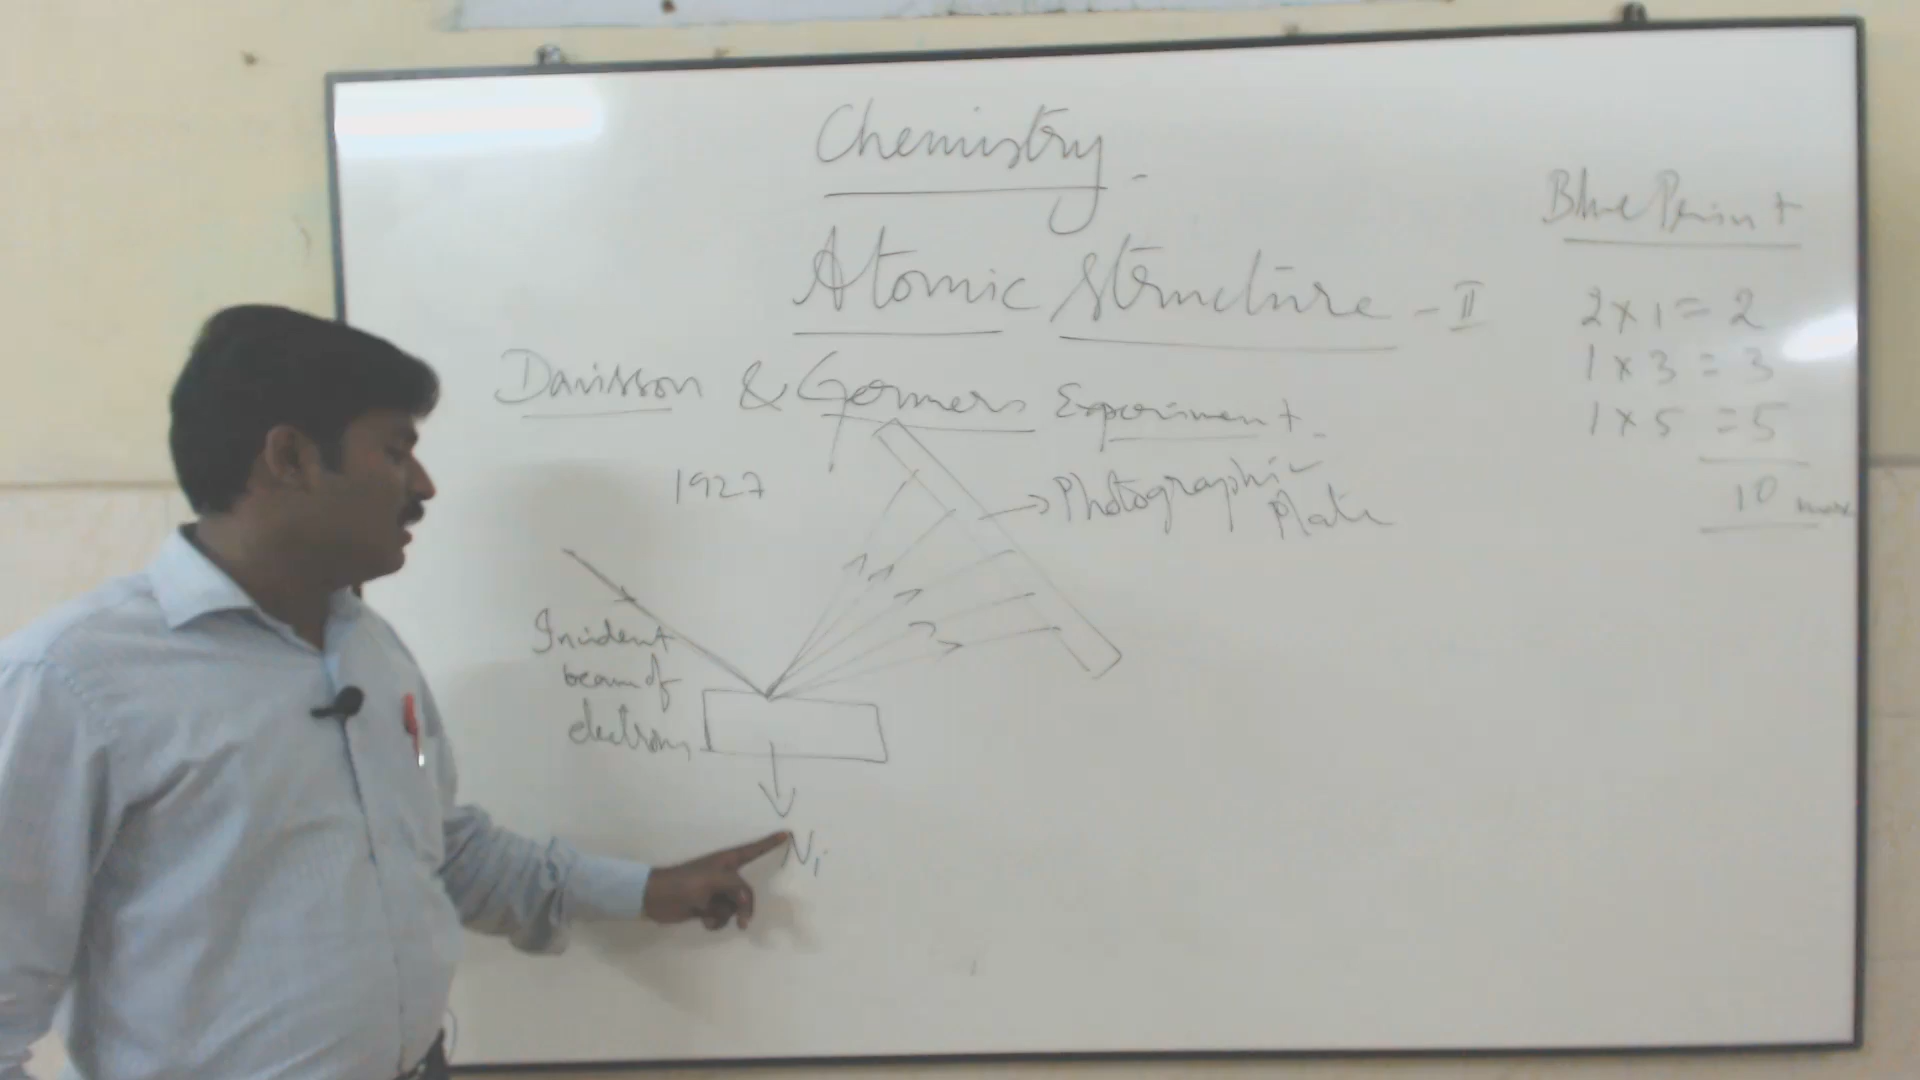 Chemistry
Atomic Structure - II
Davisson & Germers Experiment
1927
Photographic
Plate
Incident
beam of
electrons
Ni
Blue Print
2 x 1 = 2
1 x 3 = 3
1 x 5 = 5
10